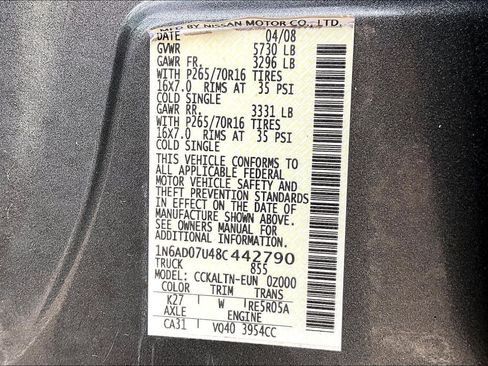 BY NISSAN MOTOR CO., LTD.
DATE 04/08
GVWR 5730 LB
GAWR FR. 3296 LB
WITH P265/70R16 TIRES
16X7.0 RIMS AT 35 PSI
COLD SINGLE
GAWR RR. 3331 LB
WITH P265/70R16 TIRES
16X7.0 RIMS AT 35 PSI
COLD SINGLE
THIS VEHICLE CONFORMS TO
ALL APPLICABLE FEDERAL
MOTOR VEHICLE SAFETY AND
THEFT PREVENTION STANDARDS
IN EFFECT ON THE DATE OF
MANUFACTURE SHOWN ABOVE.
SEE OWNERS MANUAL FOR
ADDITIONAL INFORMATION
1N6AD07U48C442790
TRUCK 855
MODEL: CCKALTN-EUN 0Z000
COLOR TRIM TRANS
K27 W RE5R05A
AXLE ENGINE
CA31 VQ40 3954CC